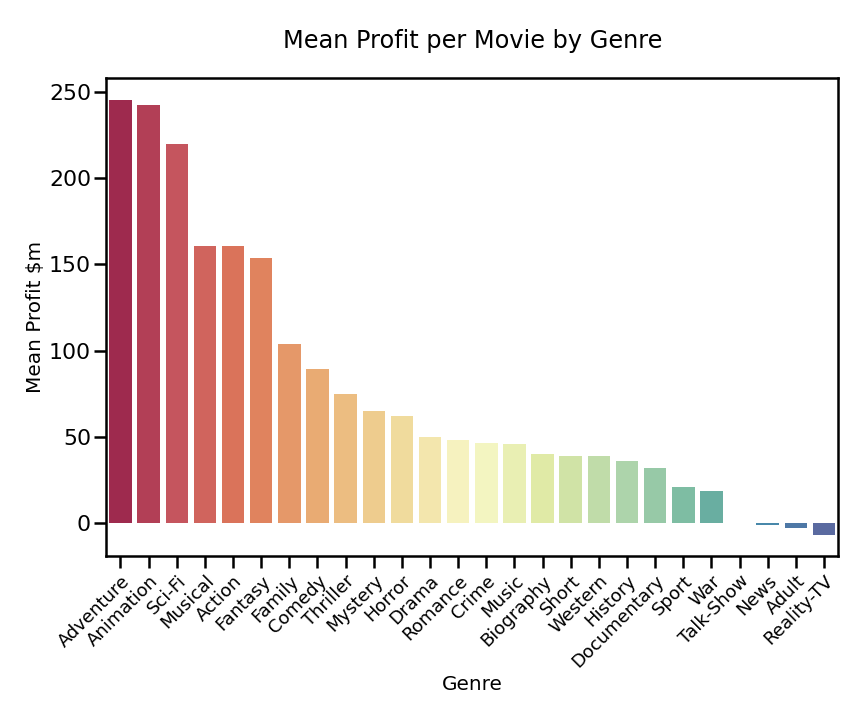 Mean Profit per Movie by Genre
Mean Profit $m
250
200
150
100
50
0
Adventure
Animation
Sci-Fi
Musical
Action
Fantasy
Family
Comedy
Thriller
Mystery
Horror
Drama
Romance
Crime
Music
Biography
Short
Western
History
Documentary
Sport
War
Talk-Show
News
Adult
Reality-TV
Genre